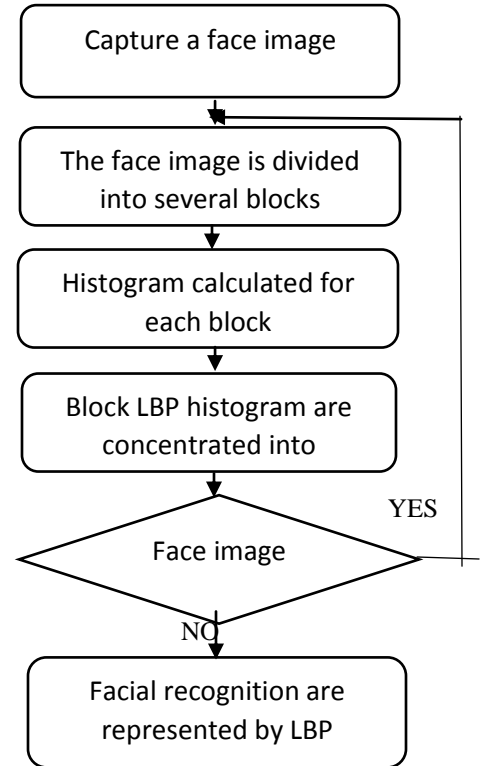 Capture a face image
The face image is divided
into several blocks
Histogram calculated for
each block
Block LBP histogram are
concentrated into
YES
Face image
NO
Facial recognition are
represented by LBP